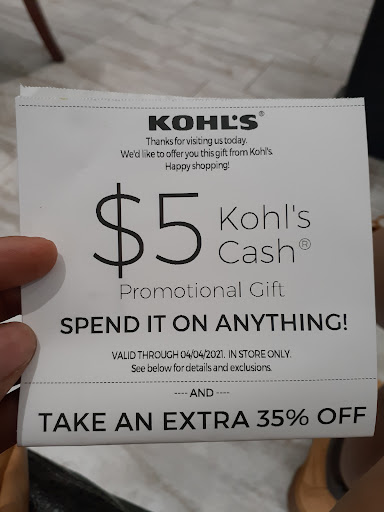 KOHL'S®
Thanks for visiting us today.
We'd like to offer you this gift from Kohl's.
Happy shopping!
$5 Kohl's
Cash®
Promotional Gift
SPEND IT ON ANYTHING!
VALID THROUGH 04/04/2021. IN STORE ONLY.
See below for details and exclusions.
---- AND ----
TAKE AN EXTRA 35% OFF